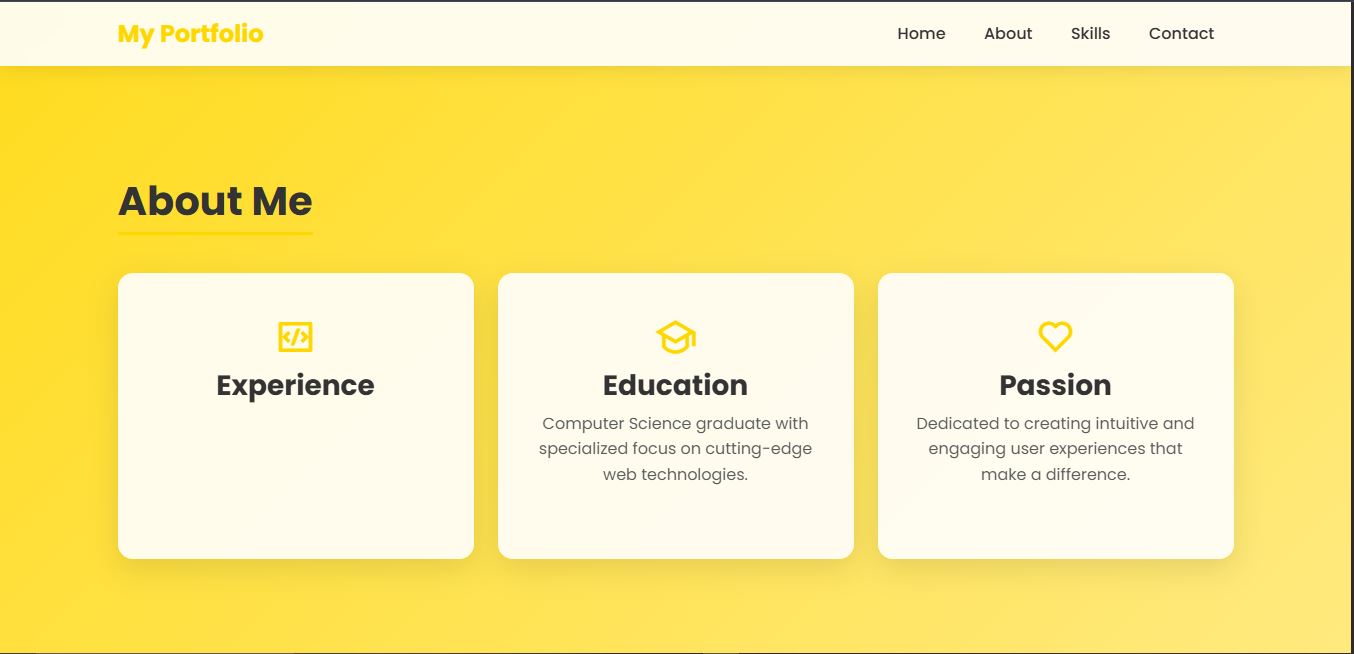 My Portfolio
Home
About
Skills
Contact
About Me
Experience
Education
Computer Science graduate with
specialized focus on cutting-edge
web technologies.
Passion
Dedicated to creating intuitive and
engaging user experiences that
make a difference.